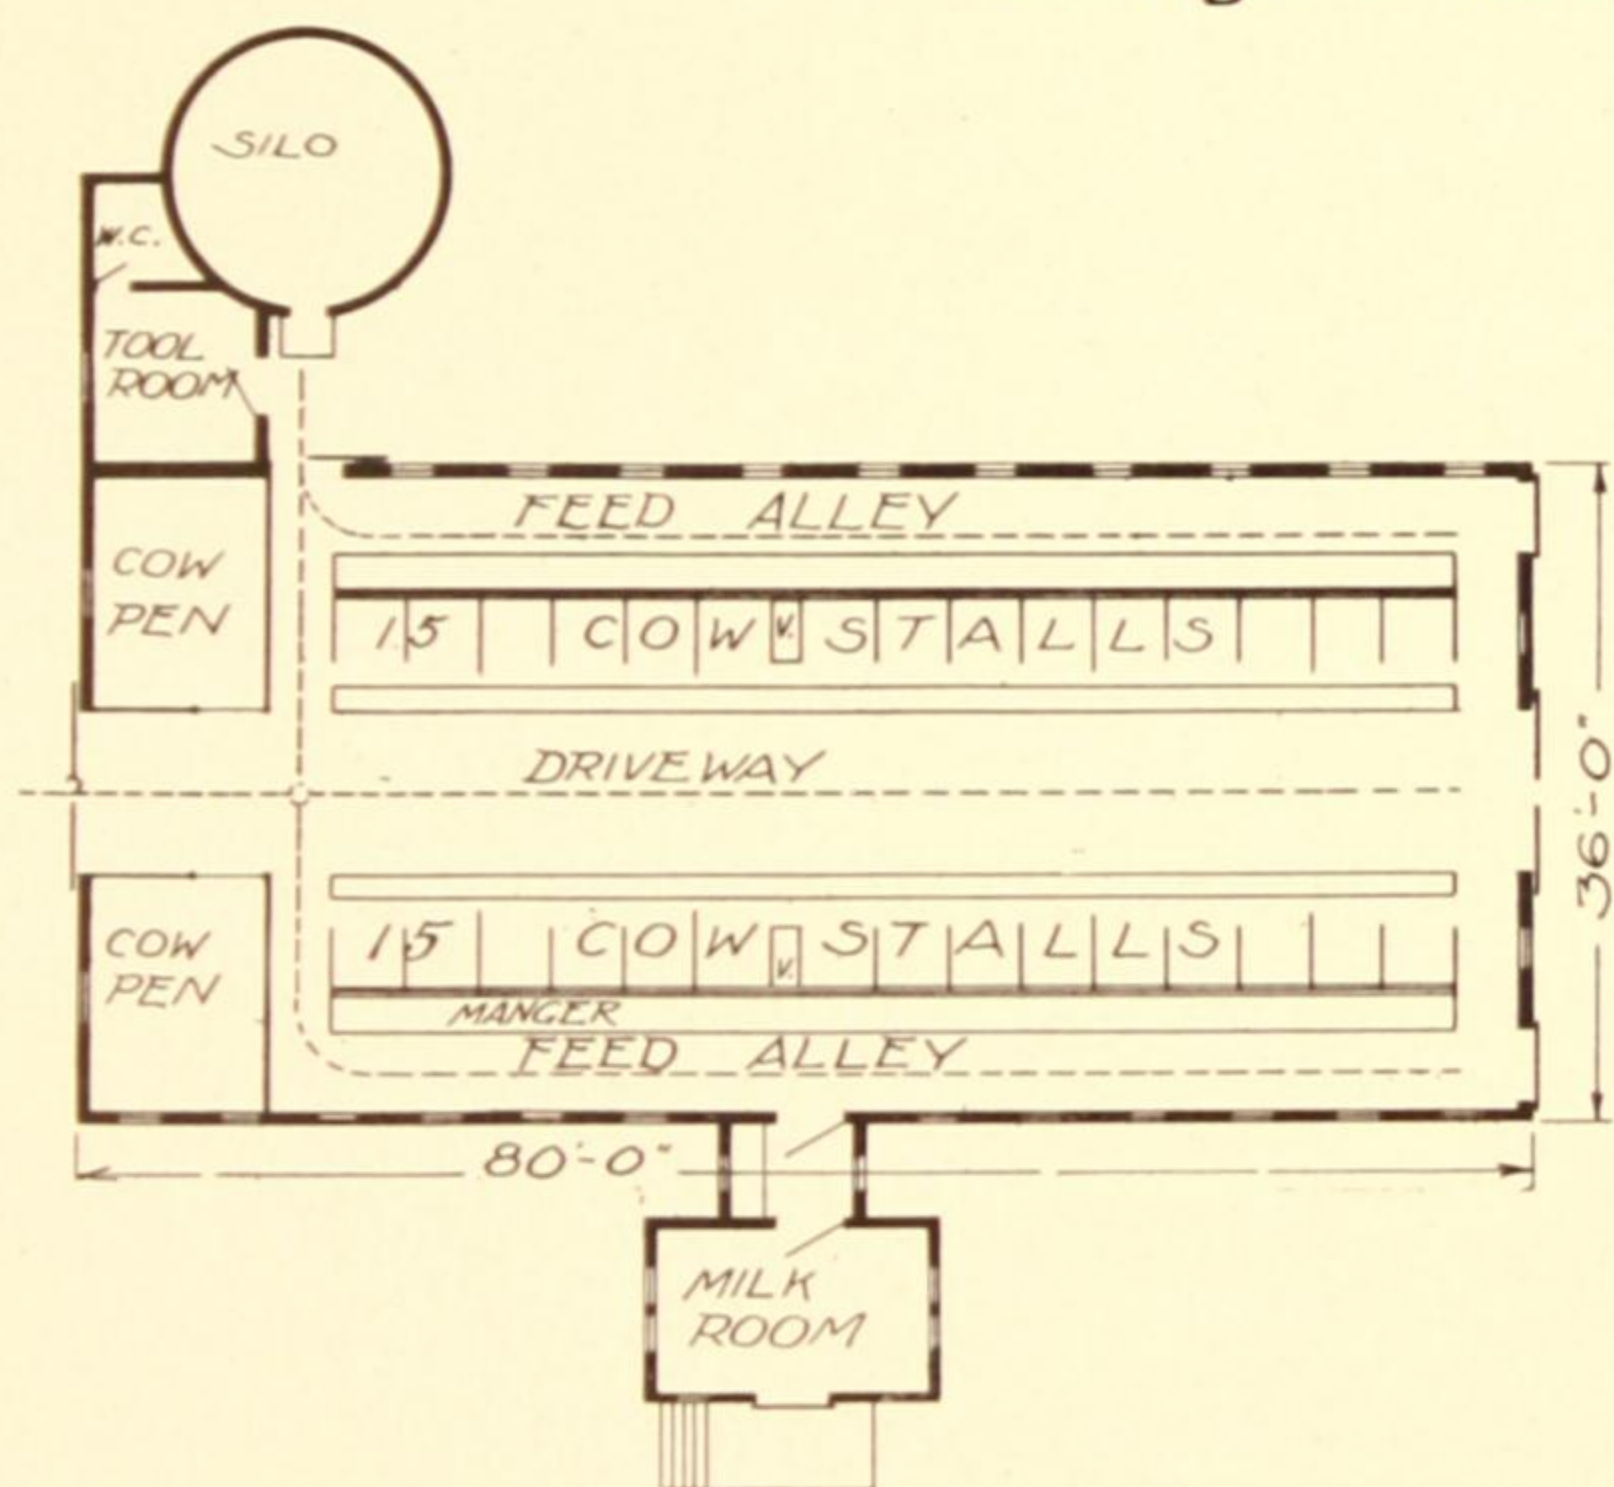 SILO
W.C.
TOOL
ROOM
FEED ALLEY
COW
PEN
15 COW V. STALLS
DRIVEWAY
36'-0"
15 COW V. STALLS
COW
PEN
MANGER
FEED ALLEY
80'-0"
MILK
ROOM